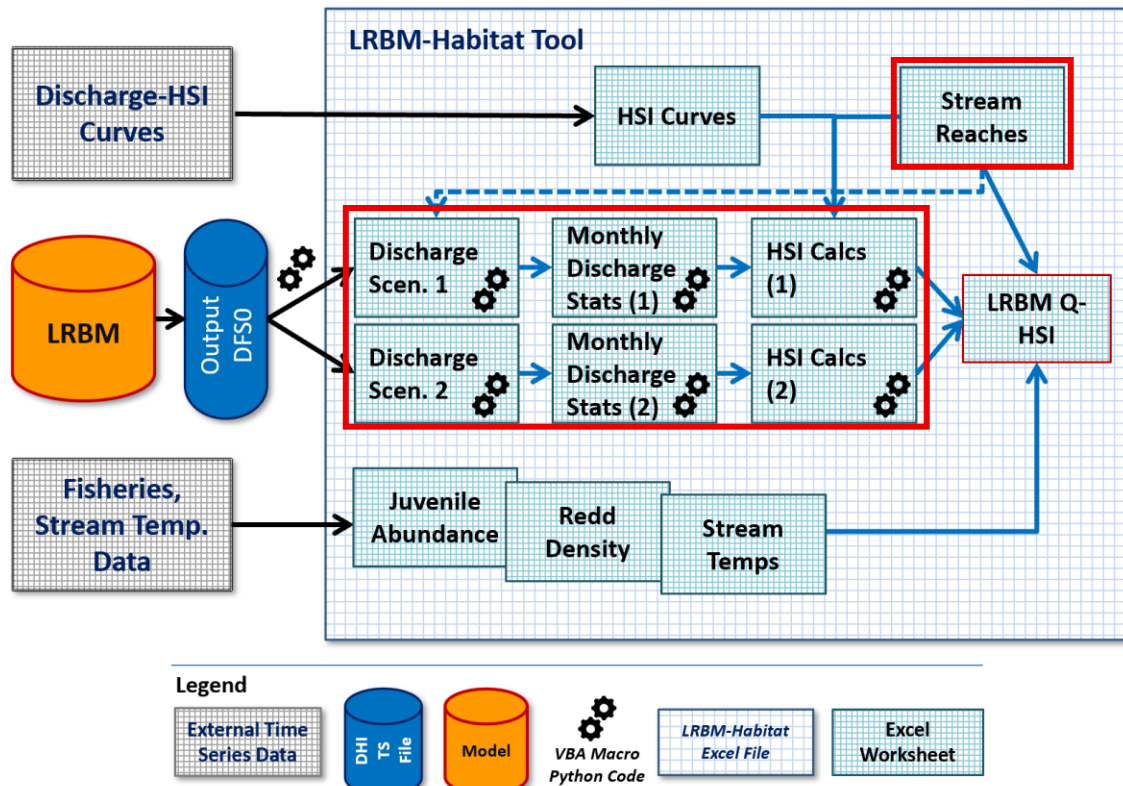 LRBM-Habitat Tool
Discharge-HSI
Curves
HSI Curves
Stream
Reaches
LRBM
Output
DFS0
Discharge
Scen. 1
Monthly
Discharge
Stats (1)
HSI Calcs
(1)
Discharge
Scen. 2
Monthly
Discharge
Stats (2)
HSI Calcs
(2)
LRBM Q-
HSI
Fisheries,
Stream Temp.
Data
Juvenile
Abundance
Redd
Density
Stream
Temps
Legend
External Time
Series Data
DHI
TS
File
Model
VBA Macro
Python Code
LRBM-Habitat
Excel File
Excel
Worksheet